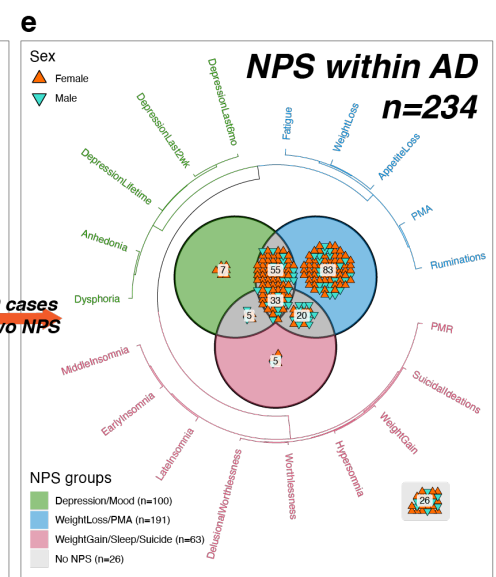 e
Sex
Female
Male
NPS within AD
n=234
DepressionLast6mo
DepressionLast2wk
DepressionLifetime
Anhedonia
Dysphoria
Fatigue
WeightLoss
AppetiteLoss
PMA
Ruminations
7
55
83
33
5
20
5
cases
NPS
MiddleInsomnia
EarlyInsomnia
LateInsomnia
DelusionalWorthlessness
Worthlessness
Hypersomnia
WeightGain
SuicidalIdeations
PMR
26
NPS groups
Depression/Mood (n=100)
WeightLoss/PMA (n=191)
WeightGain/Sleep/Suicide (n=63)
No NPS (n=26)